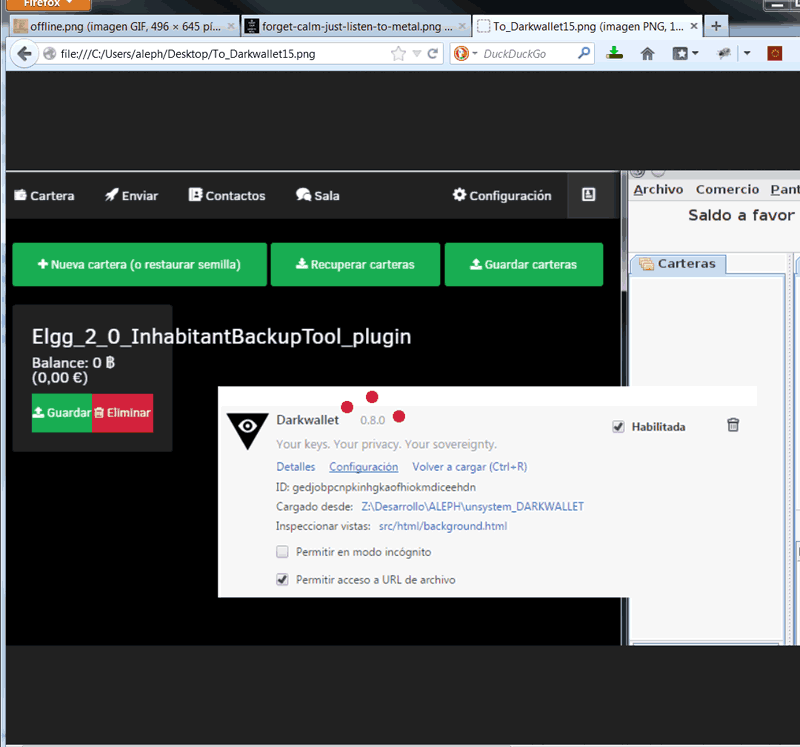 Firefox
offline.png (imagen GIF, 496 × 645 pí...
forget-calm-just-listen-to-metal.png ...
To_Darkwallet15.png (imagen PNG, 1...
file:///C:/Users/aleph/Desktop/To_Darkwallet15.png
DuckDuckGo
Cartera
Enviar
Contactos
Sala
Configuración
Archivo Comercio Pant
Saldo a favor
Nueva cartera (o restaurar semilla)
Recuperar carteras
Guardar carteras
Carteras
Elgg_2_0_InhabitantBackupTool_plugin
Balance: 0 ฿
(0,00 €)
Guardar
Eliminar
Darkwallet 0.8.0
Habilitada
Your keys. Your privacy. Your sovereignty.
Detalles Configuración Volver a cargar (Ctrl+R)
ID: gedjobpcnpkinhgkaofhiokmdiceehdn
Cargado desde: Z:\Desarrollo\ALEPH\unsystem_DARKWALLET
Inspeccionar vistas: src/html/background.html
Permitir en modo incógnito
Permitir acceso a URL de archivo